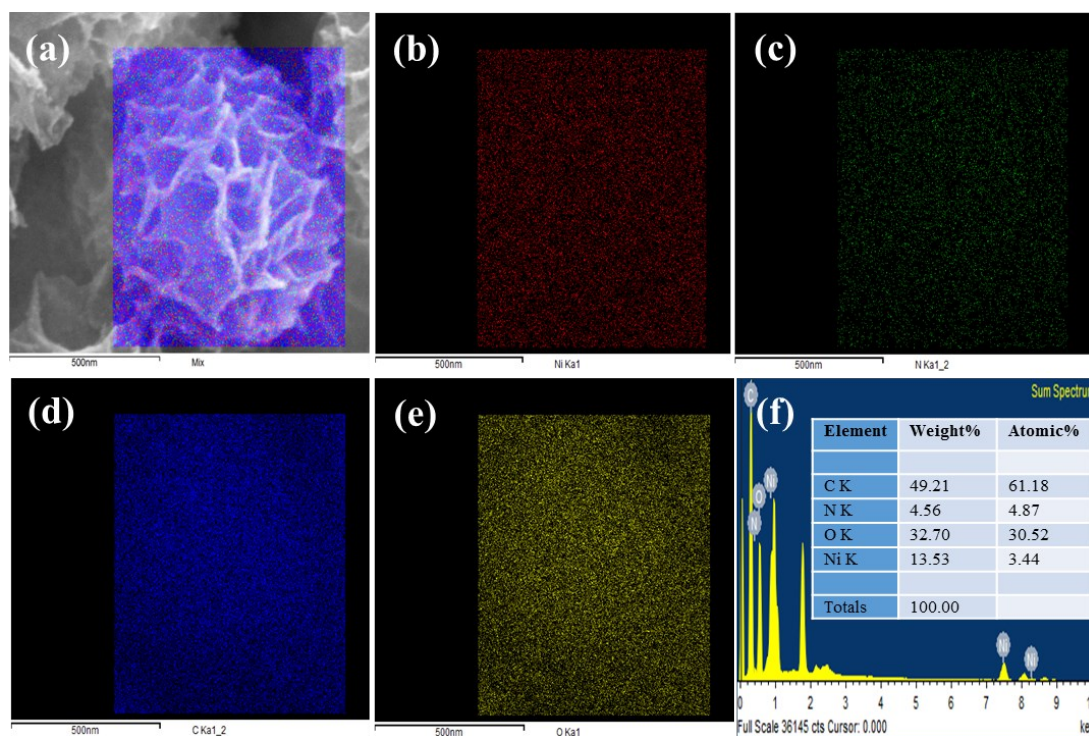 (a)
(b)
(c)
500nm
Mix
500nm
Ni Ka1
500nm
N Ka1_2
(d)
(e)
(f)
Sum Spectrum
C
O
Ni
N
Element Weight% Atomic%
C K 49.21 61.18
N K 4.56 4.87
O K 32.70 30.52
Ni K 13.53 3.44
Totals 100.00
Ni
Ni
0 1 2 3 4 5 6 7 8 9
500nm
C Ka1_2
500nm
O Ka1
Full Scale 36145 cts Cursor: 0.000